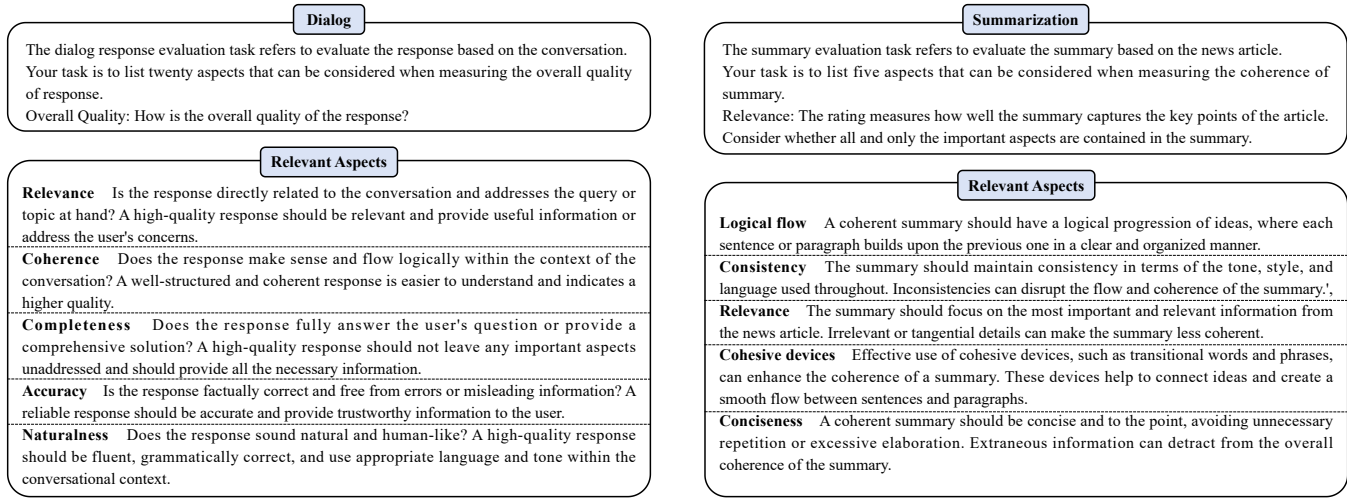 Dialog
The dialog response evaluation task refers to evaluate the response based on the conversation.
Your task is to list twenty aspects that can be considered when measuring the overall quality
of response.
Overall Quality: How is the overall quality of the response?
Relevant Aspects
Relevance Is the response directly related to the conversation and addresses the query or
topic at hand? A high-quality response should be relevant and provide useful information or
address the user's concerns.
Coherence Does the response make sense and flow logically within the context of the
conversation? A well-structured and coherent response is easier to understand and indicates a
higher quality.
Completeness Does the response fully answer the user's question or provide a
comprehensive solution? A high-quality response should not leave any important aspects
unaddressed and should provide all the necessary information.
Accuracy Is the response factually correct and free from errors or misleading information? A
reliable response should be accurate and provide trustworthy information to the user.
Naturalness Does the response sound natural and human-like? A high-quality response
should be fluent, grammatically correct, and use appropriate language and tone within the
conversational context.
Summarization
The summary evaluation task refers to evaluate the summary based on the news article.
Your task is to list five aspects that can be considered when measuring the coherence of
summary.
Relevance: The rating measures how well the summary captures the key points of the article.
Consider whether all and only the important aspects are contained in the summary.
Relevant Aspects
Logical flow A coherent summary should have a logical progression of ideas, where each
sentence or paragraph builds upon the previous one in a clear and organized manner.
Consistency The summary should maintain consistency in terms of the tone, style, and
language used throughout. Inconsistencies can disrupt the flow and coherence of the summary.',
Relevance The summary should focus on the most important and relevant information from
the news article. Irrelevant or tangential details can make the summary less coherent.
Cohesive devices Effective use of cohesive devices, such as transitional words and phrases,
can enhance the coherence of a summary. These devices help to connect ideas and create a
smooth flow between sentences and paragraphs.
Conciseness A coherent summary should be concise and to the point, avoiding unnecessary
repetition or excessive elaboration. Extraneous information can detract from the overall
coherence of the summary.